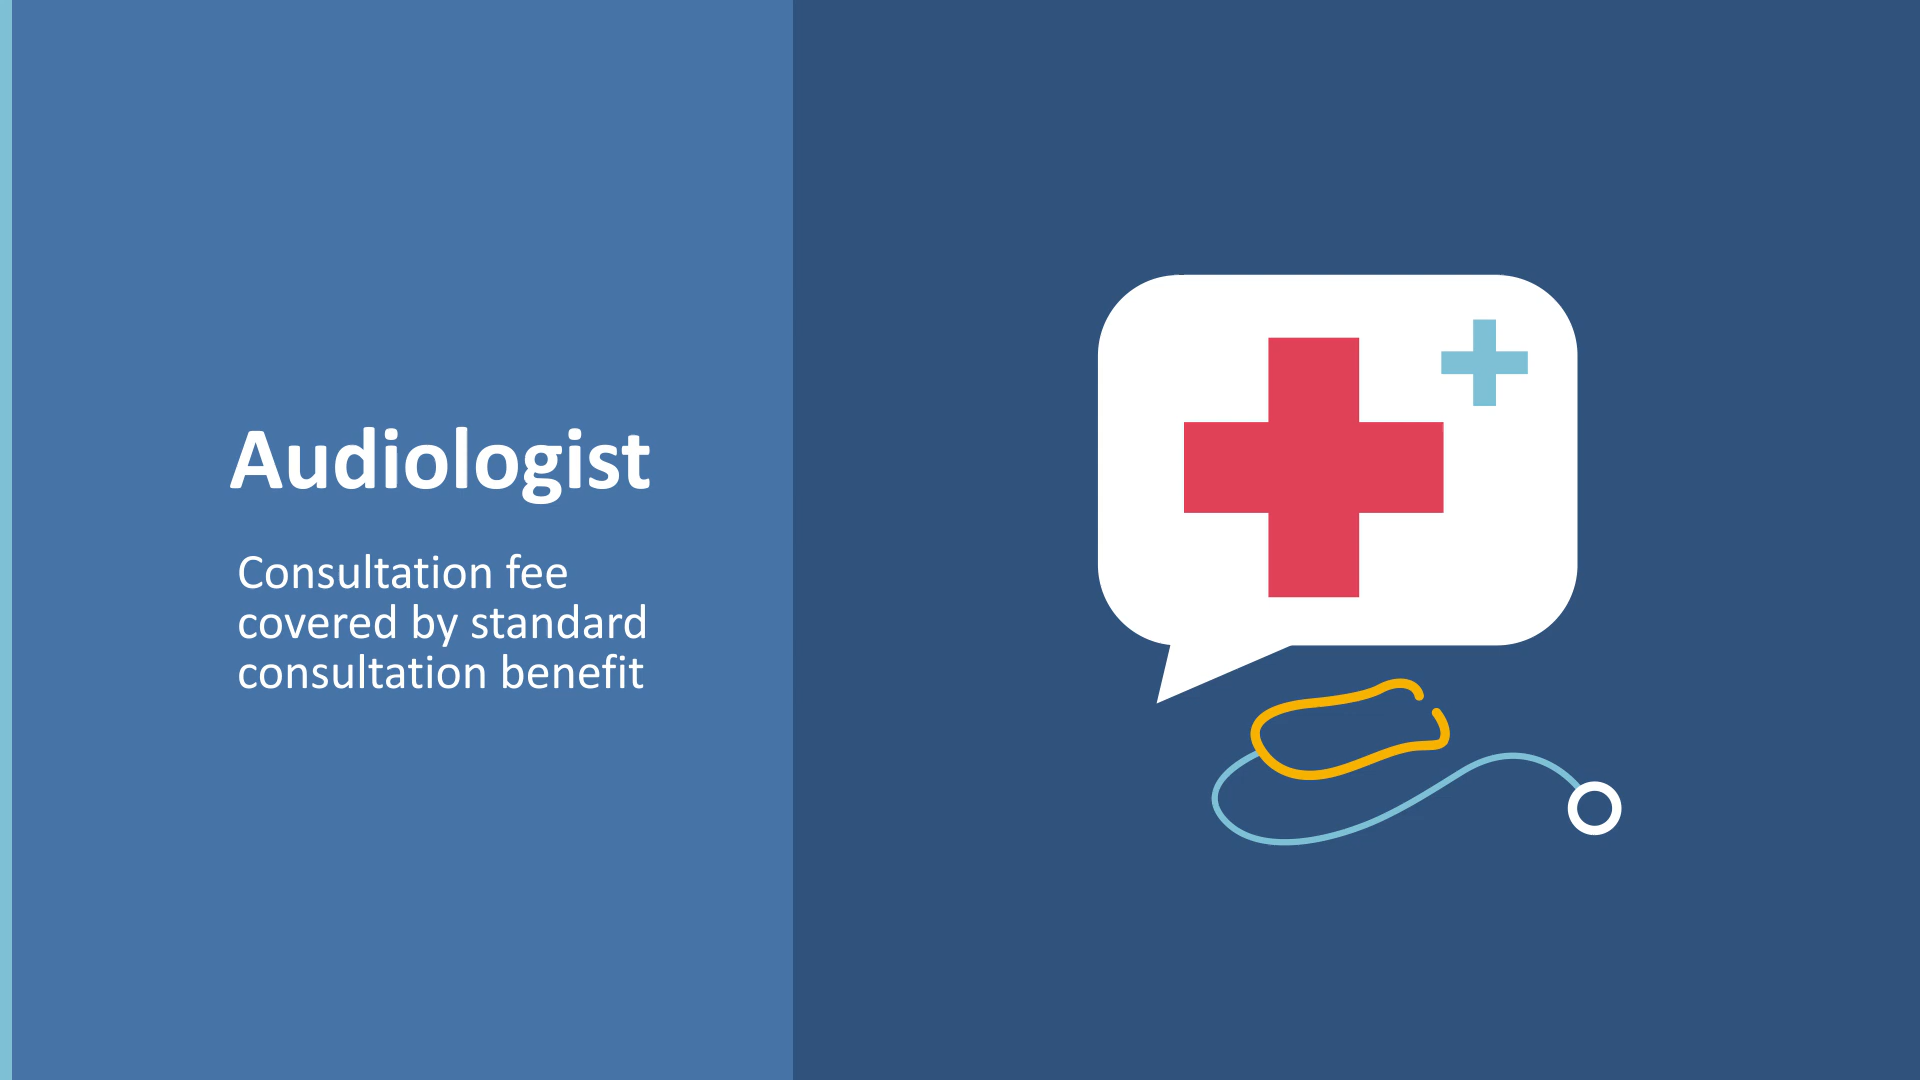 Audiologist
Consultation fee
covered by standard
consultation benefit